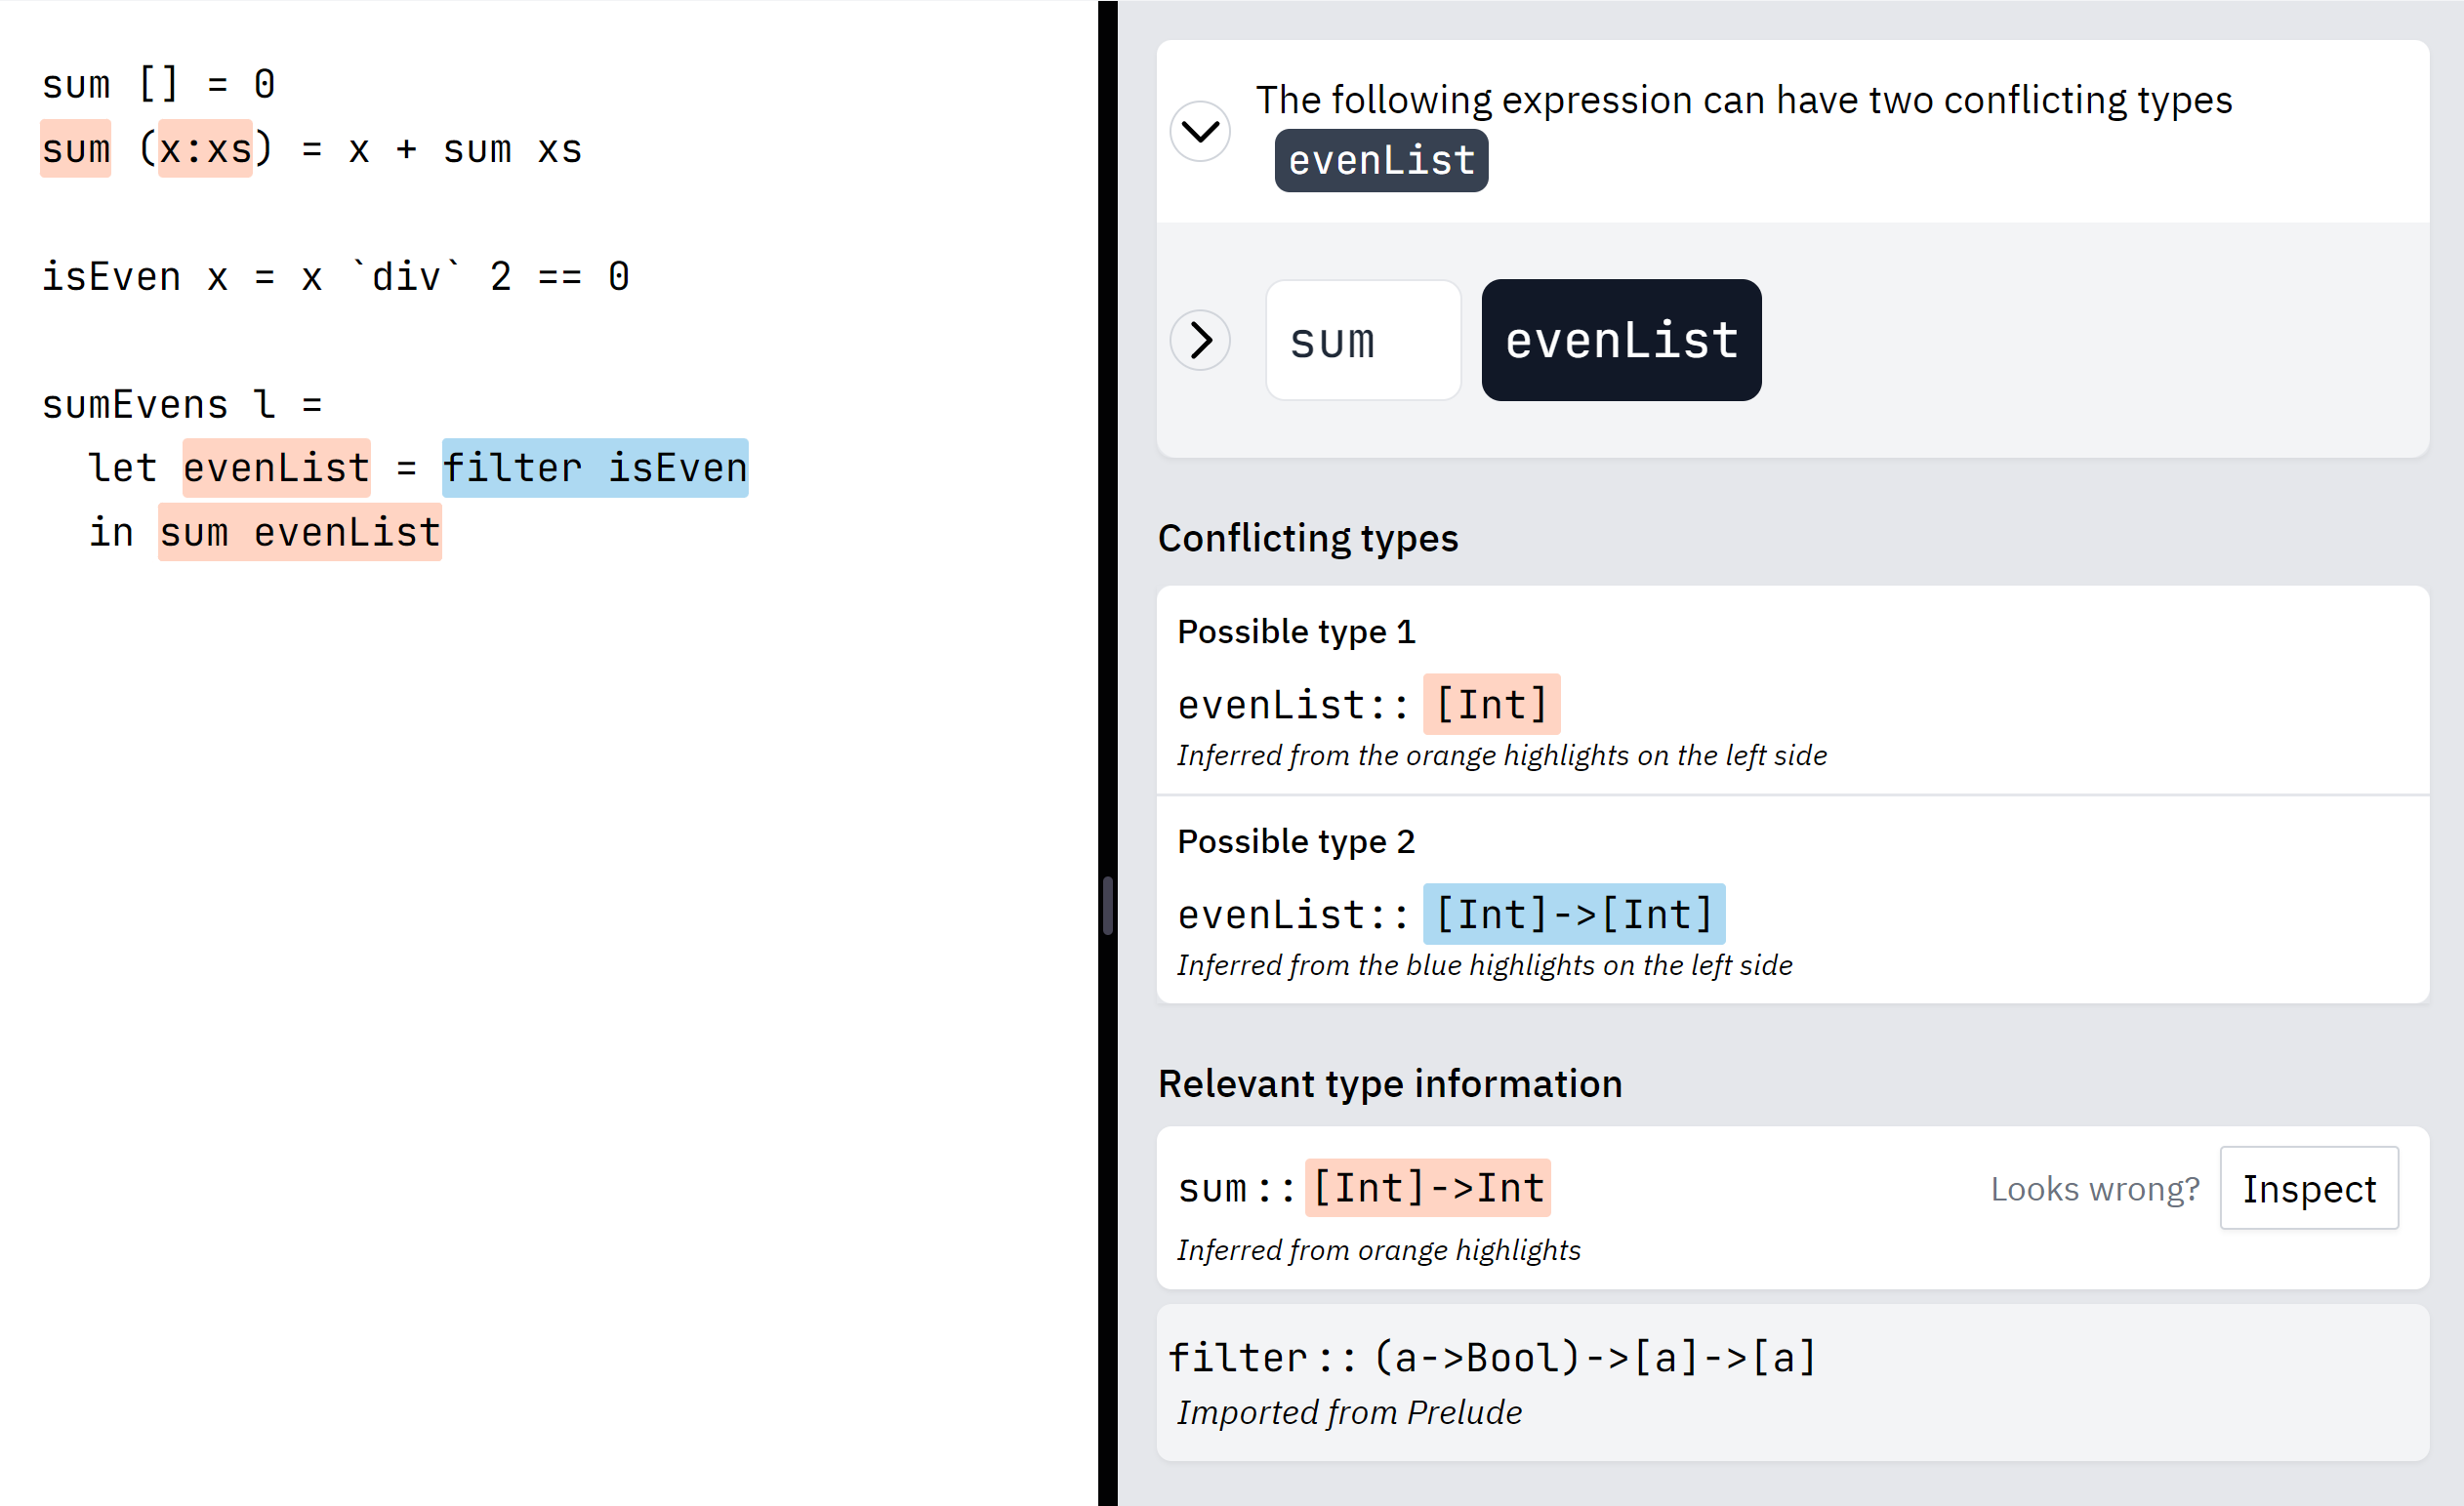 sum [] = 0
sum (x:xs) = x + sum xs
isEven x = x `div` 2 == 0
sumEvens l =
  let evenList = filter isEven
  in sum evenList
The following expression can have two conflicting types
evenList
sum evenList
Conflicting types
Possible type 1
evenList:: [Int]
Inferred from the orange highlights on the left side
Possible type 2
evenList:: [Int]->[Int]
Inferred from the blue highlights on the left side
Relevant type information
sum:: [Int]->Int
Looks wrong? Inspect
Inferred from orange highlights
filter:: (a->Bool)->[a]->[a]
Imported from Prelude